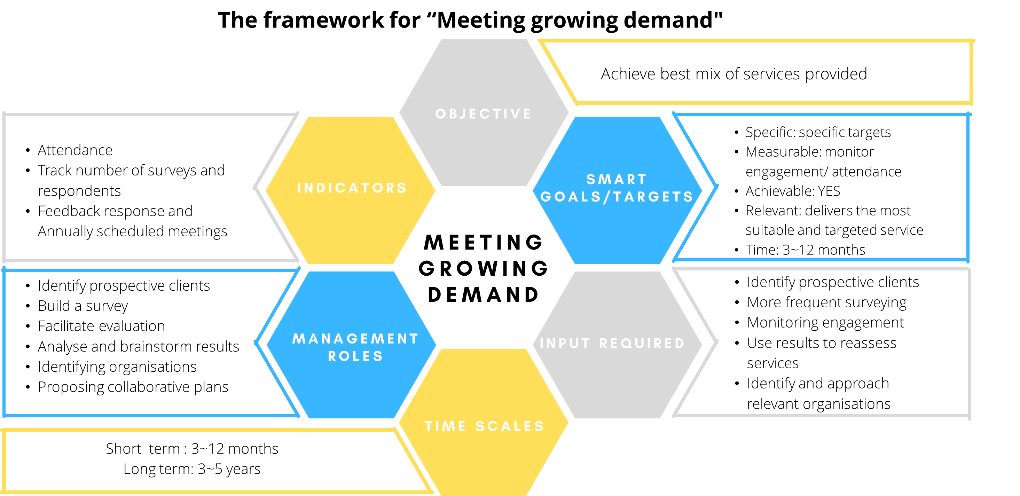 The framework for “Meeting growing demand"
OBJECTIVE
Achieve best mix of services provided
SMART
GOALS/TARGETS
• Specific: specific targets
• Measurable: monitor
engagement/ attendance
• Achievable: YES
• Relevant: delivers the most
suitable and targeted service
• Time: 3~12 months
INDICATORS
• Attendance
• Track number of surveys and
respondents
• Feedback response and
Annually scheduled meetings
MEETING
GROWING
DEMAND
MANAGEMENT
ROLES
• Identify prospective clients
• Build a survey
• Facilitate evaluation
• Analyse and brainstorm results
• Identifying organisations
• Proposing collaborative plans
INPUT REQUIRED
• Identify prospective clients
• More frequent surveying
• Monitoring engagement
• Use results to reassess
services
• Identify and approach
relevant organisations
TIME SCALES
Short term : 3~12 months
Long term: 3~5 years